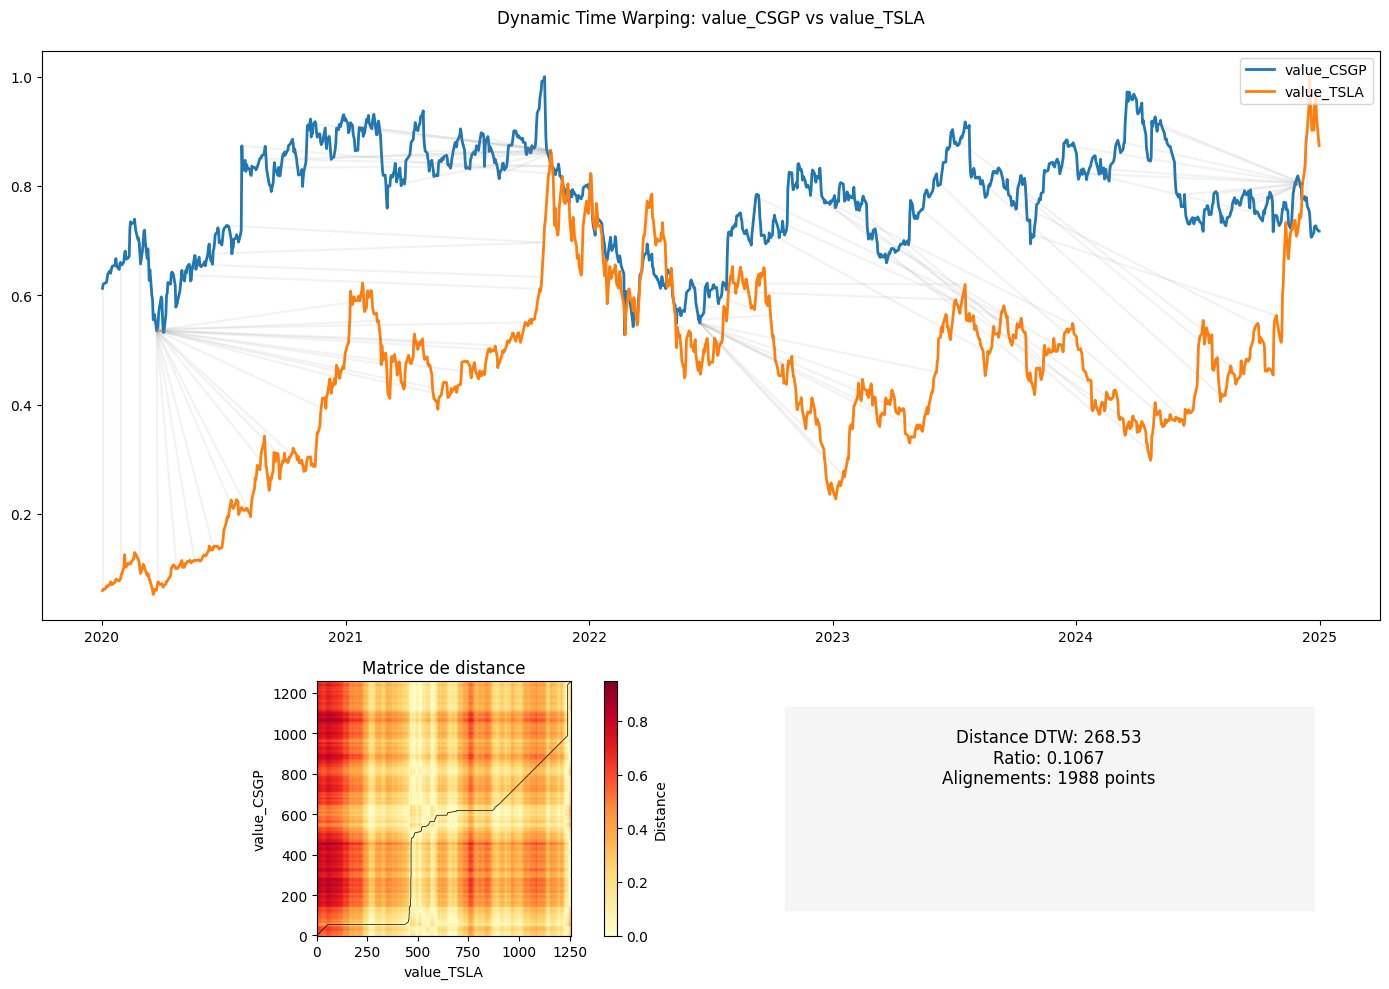 Dynamic Time Warping: value_CSGP vs value_TSLA
value_CSGP
value_TSLA
1.0
0.8
0.6
0.4
0.2
2020 2021 2022 2023 2024 2025
Matrice de distance
value_CSGP
1200
1000
800
600
400
200
0
0 250 500 750 1000 1250
value_TSLA
0.8
0.6
0.4
0.2
0.0
Distance
Distance DTW: 268.53
Ratio: 0.1067
Alignements: 1988 points